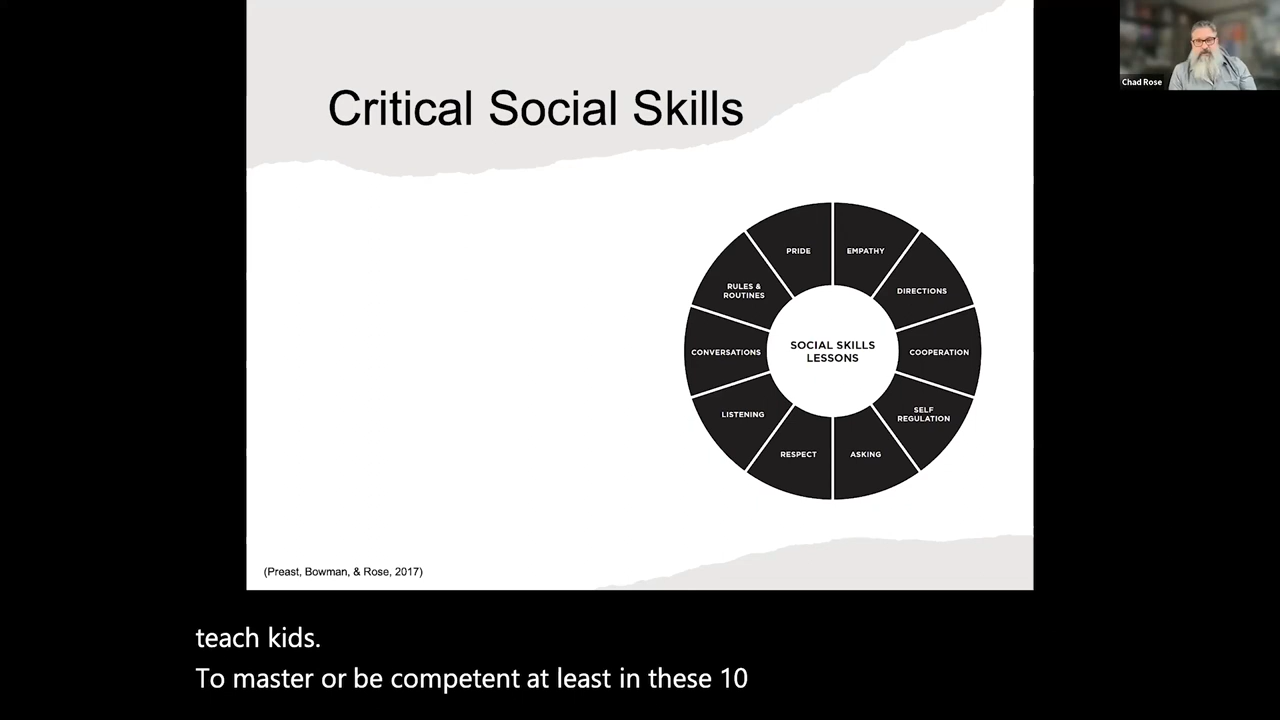 Critical Social Skills
Chad Rose
PRIDE
EMPATHY
RULES &
ROUTINES
DIRECTIONS
CONVERSATIONS
SOCIAL SKILLS
LESSONS
COOPERATION
LISTENING
SELF
REGULATION
RESPECT
ASKING
(Preast, Bowman, & Rose, 2017)
teach kids.
To master or be competent at least in these 10